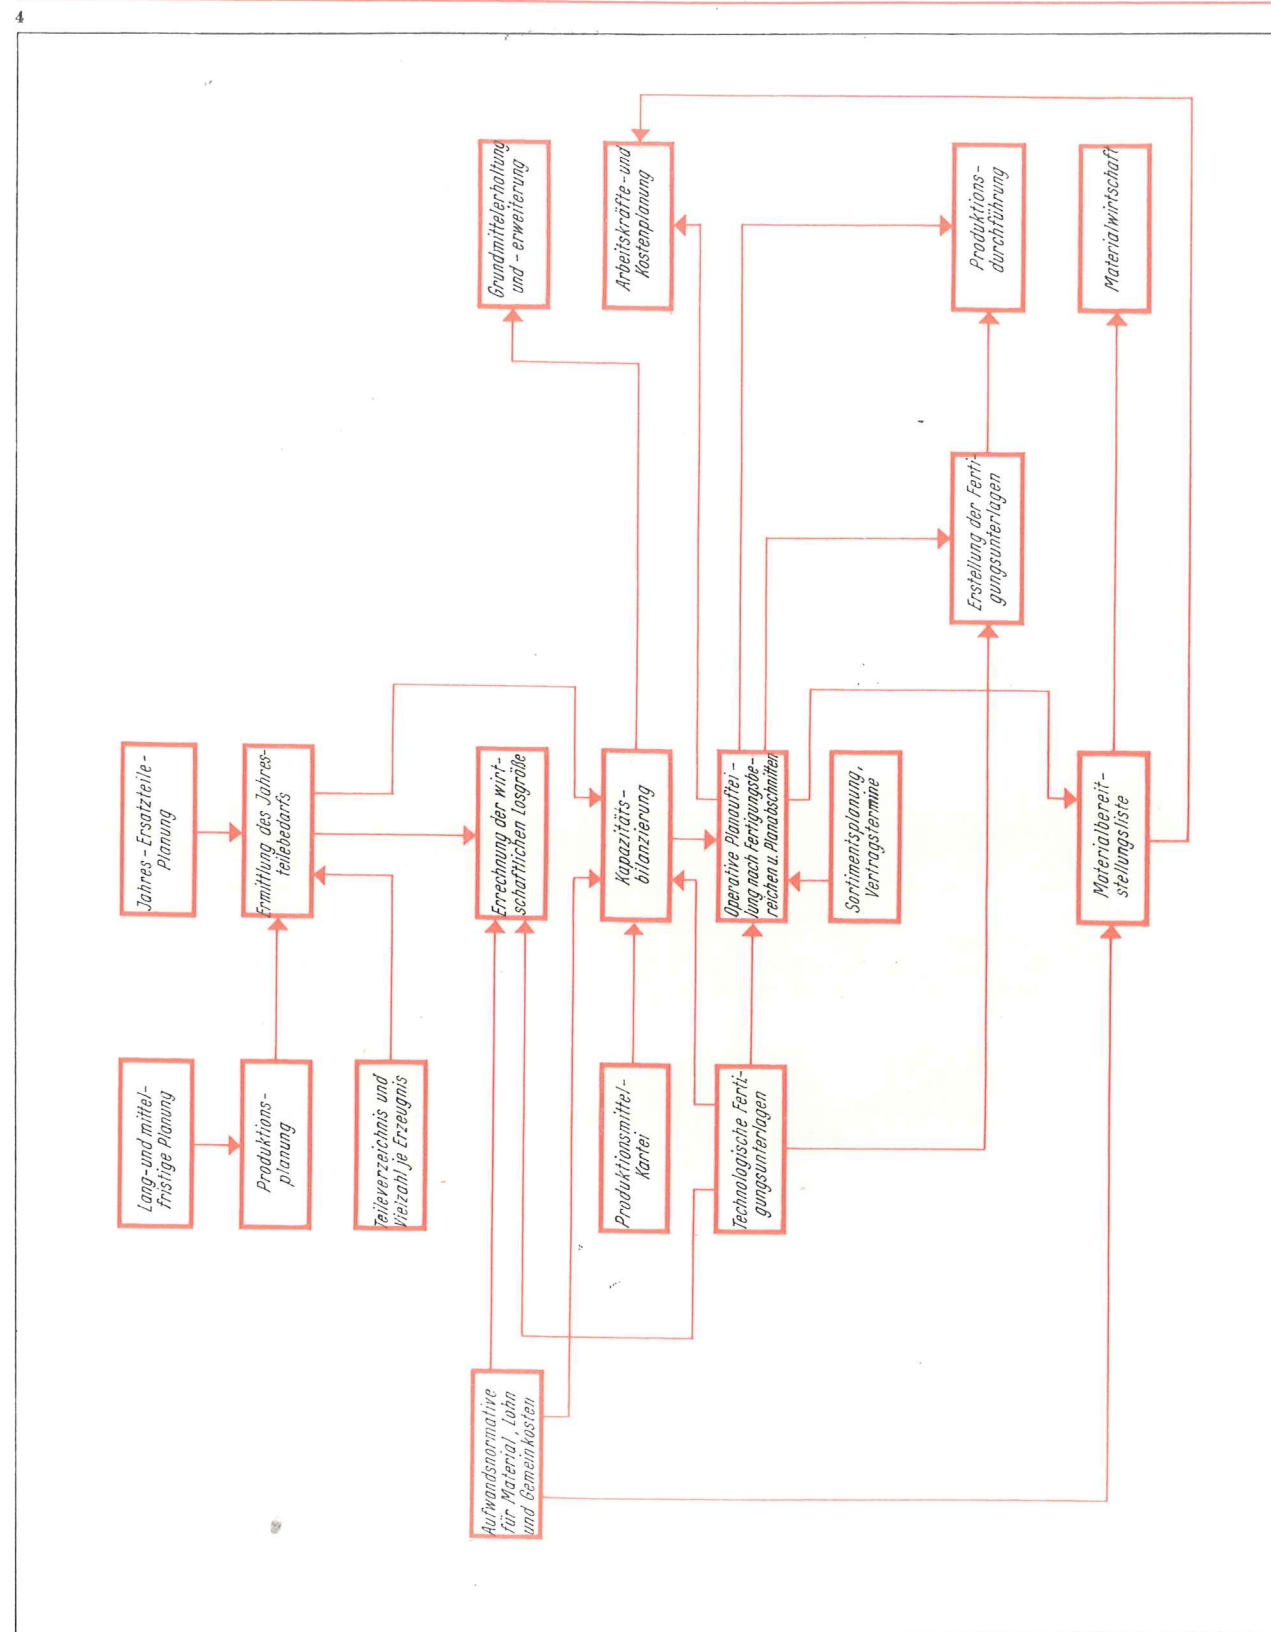 4
Jahres-Ersatzteile-
Planung
Lang-und mittel-
fristige Planung
Ermittlung des Jahres-
teilebedarfs
Produktions-
planung
Teileverzeichnis und
Vielzahl je Erzeugnis
Grundmittelerhaltung
und -erweiterung
Errechnung der wirt-
schaftlichen Losgröße
Aufwandsnormative
für Material, Lohn
und Gemeinkosten
Arbeitskräfte-und
Kostenplanung
Kapazitäts-
bilanzierung
Produktionsmittel-
Kartei
Operative Planauftei-
lung nach Fertigungsbe-
reichen u. Planabschnitten
Technologische Ferti-
gungsunterlagen
Sortimentsplanung,
Vertragstermine
Produktions-
durchführung
Erstellung der Ferti-
gungsunterlagen
Materialwirtschaft
Materialbereit-
stellungsliste